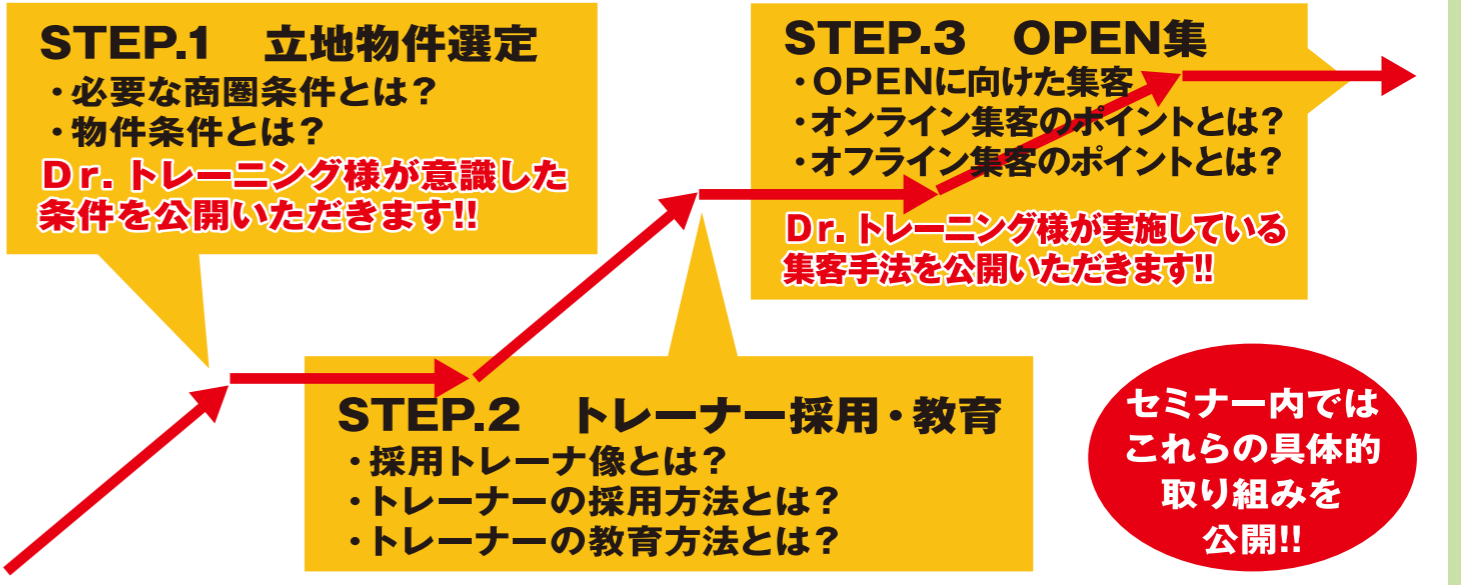 STEP.1 立地物件選定
・必要な商圏条件とは?
・物件条件とは?
Dr.トレーニング様が意識した
条件を公開いただきます!!
STEP.2 トレーナー採用・教育
・採用トレーナ像とは?
・トレーナーの採用方法とは?
・トレーナーの教育方法とは?
STEP.3 OPEN集
・OPENに向けた集客
・オンライン集客のポイントとは?
・オフライン集客のポイントとは?
Dr.トレーニング様が実施している
集客手法を公開いただきます!!
セミナー内では
これらの具体的
取り組みを
公開!!